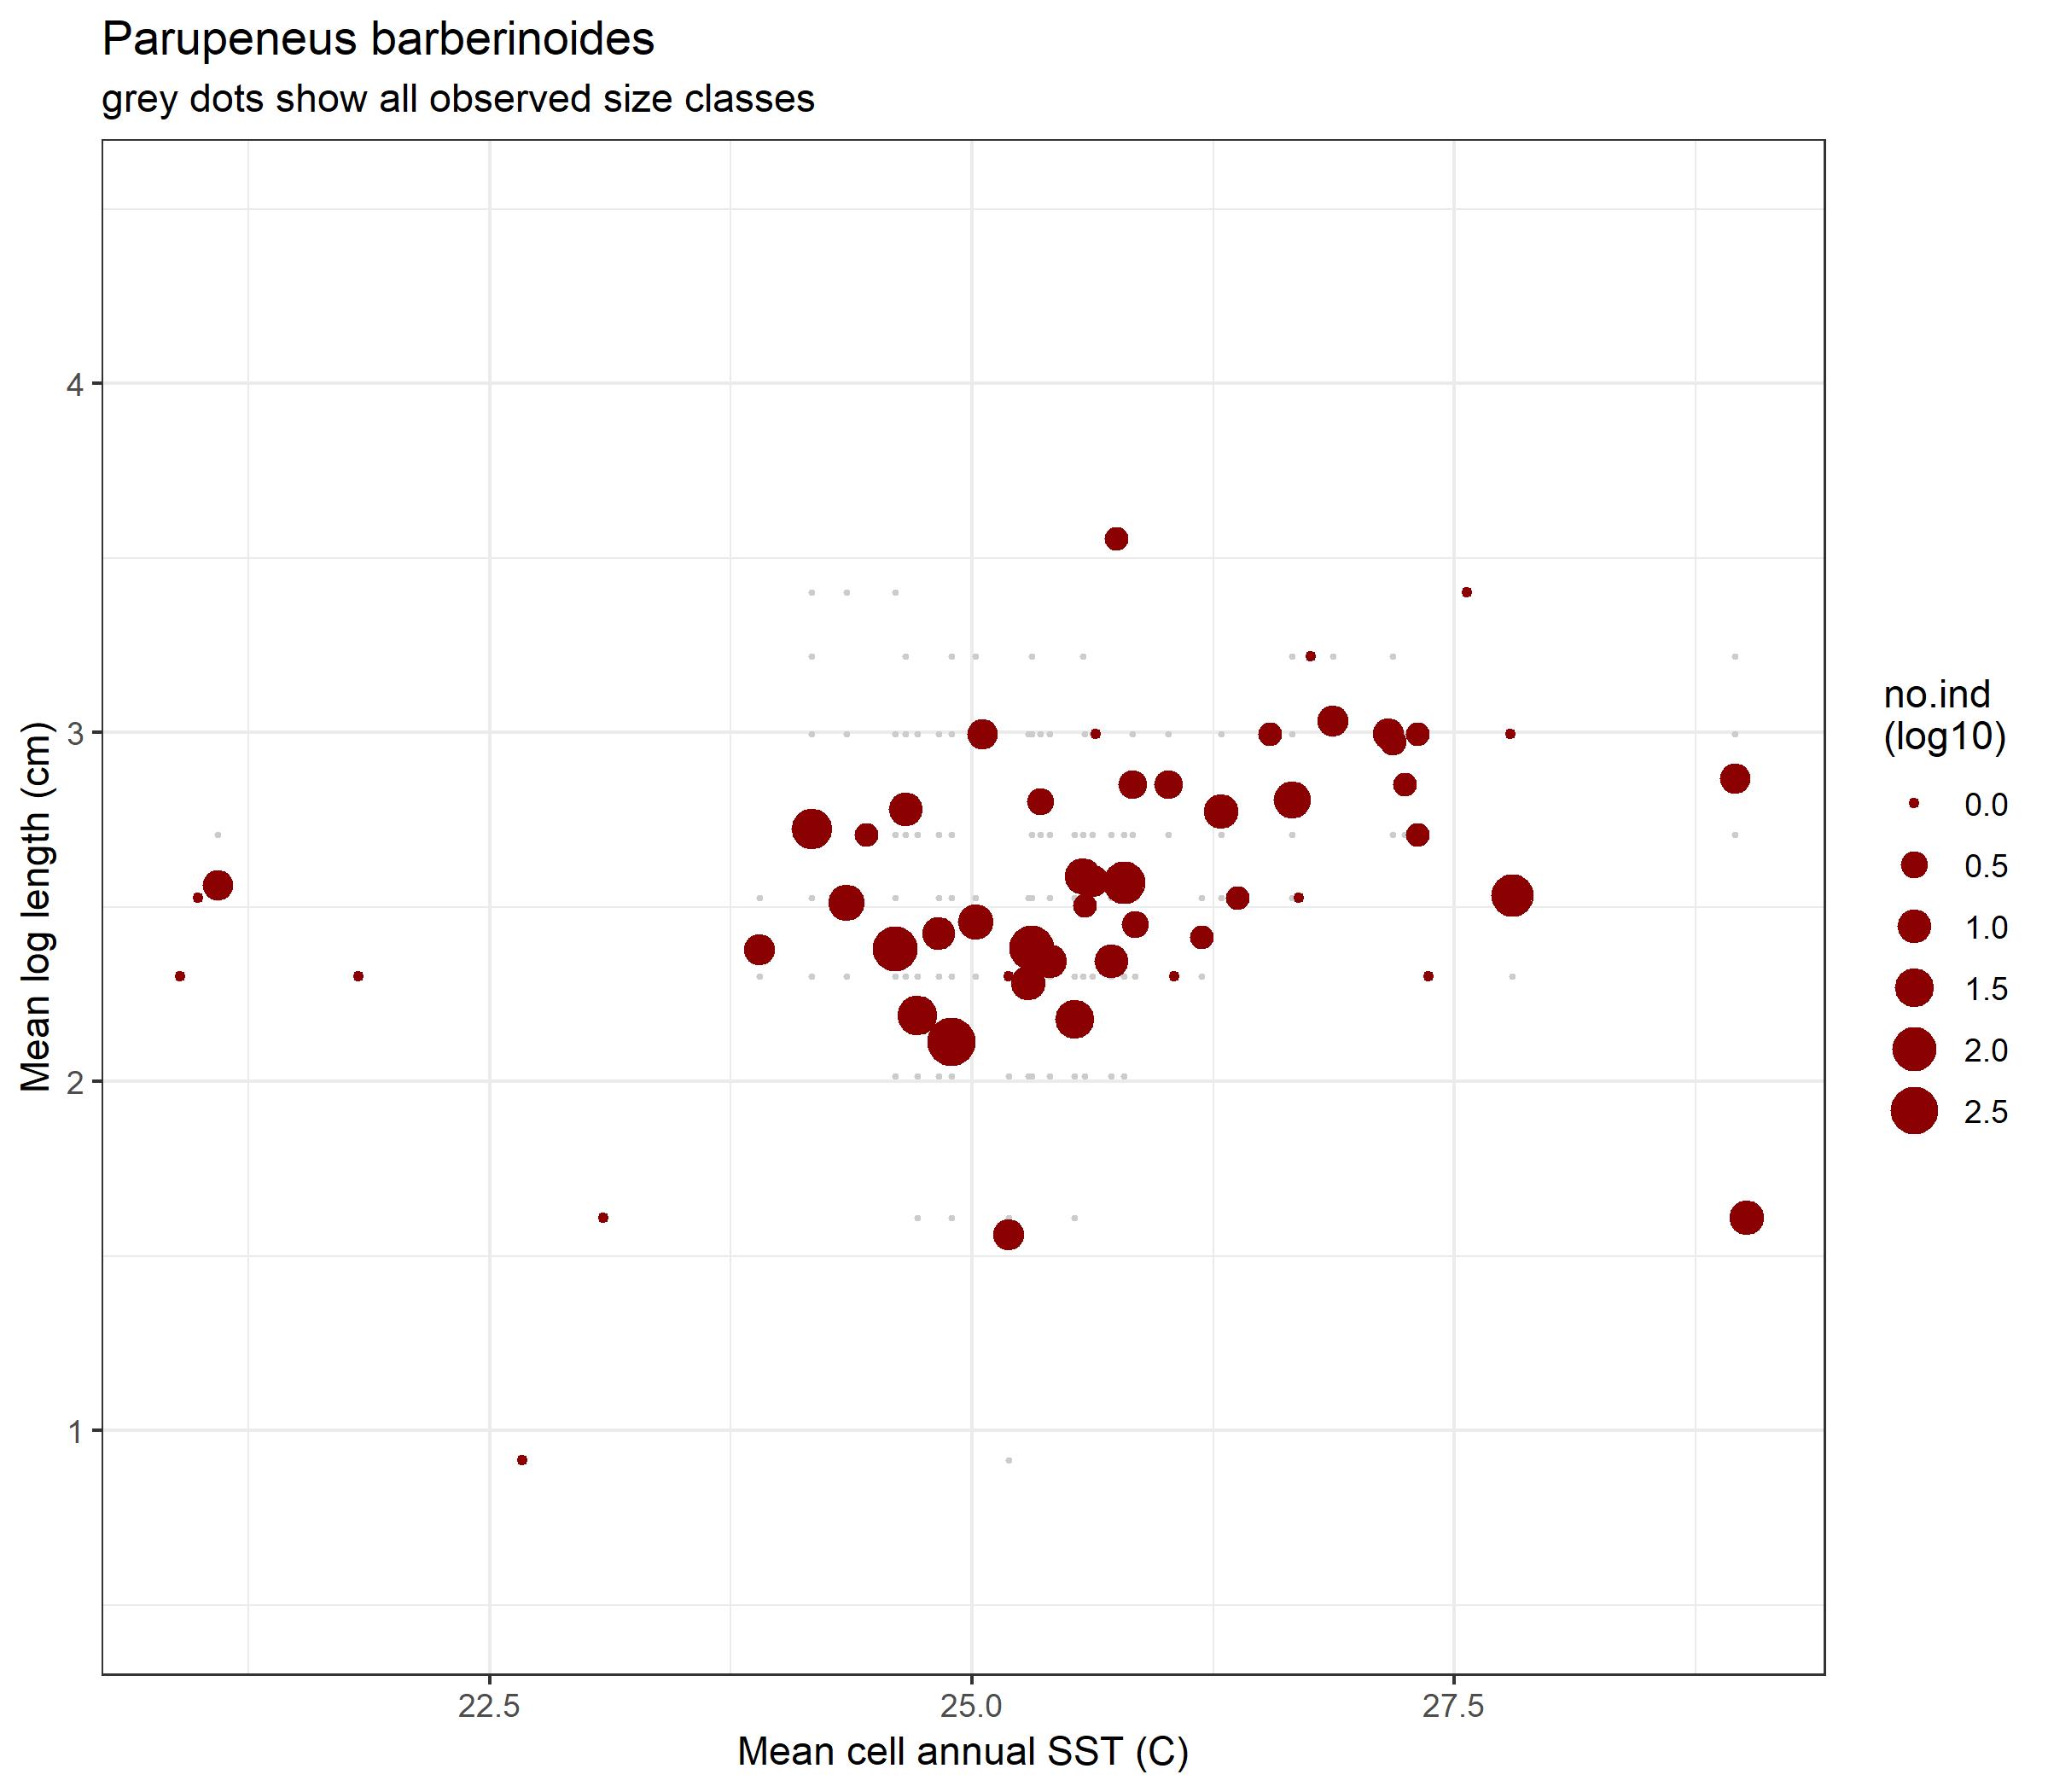 Parupeneus barberinoides
grey dots show all observed size classes
Mean log length (cm)
4
3
2
1
22.5
25.0
27.5
Mean cell annual SST (C)
no.ind
(log10)
0.0
0.5
1.0
1.5
2.0
2.5